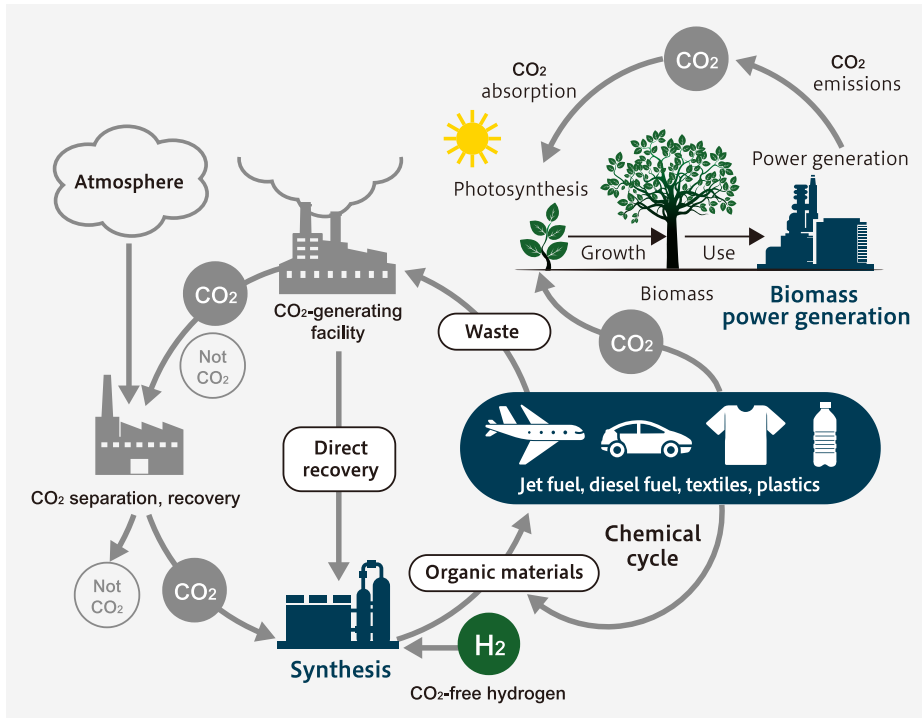 CO₂
CO₂
absorption
CO₂
emissions
Atmosphere
Photosynthesis
Power generation
Growth
Use
Biomass
Biomass
power generation
CO₂
CO₂-generating
facility
Waste
CO₂
Not
CO₂
Direct
recovery
CO₂ separation, recovery
Jet fuel, diesel fuel, textiles, plastics
Chemical
cycle
Organic materials
Not
CO₂
CO₂
H₂
Synthesis
CO₂-free hydrogen